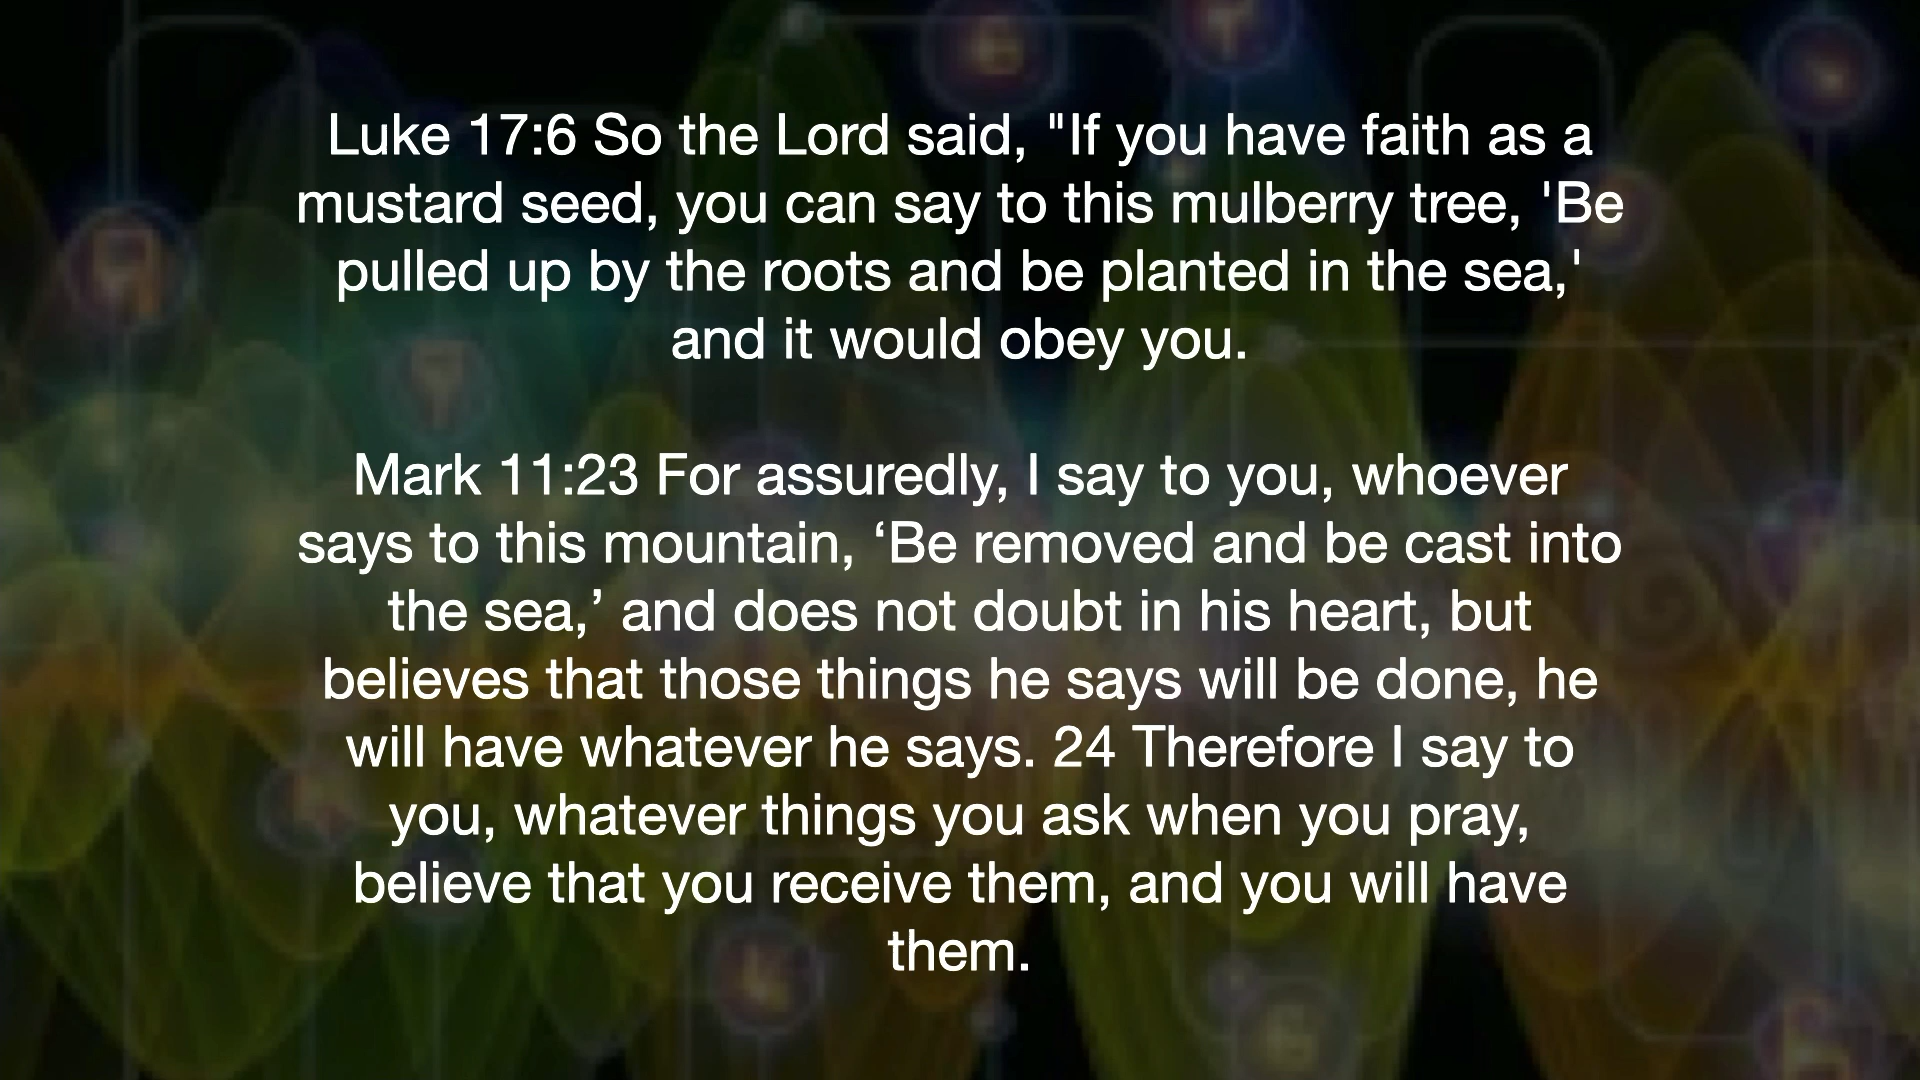 Luke 17:6 So the Lord said, "If you have faith as a
mustard seed, you can say to this mulberry tree, 'Be
pulled up by the roots and be planted in the sea,'
and it would obey you.
Mark 11:23 For assuredly, I say to you, whoever
says to this mountain, ‘Be removed and be cast into
the sea,’ and does not doubt in his heart, but
believes that those things he says will be done, he
will have whatever he says. 24 Therefore I say to
you, whatever things you ask when you pray,
believe that you receive them, and you will have
them.